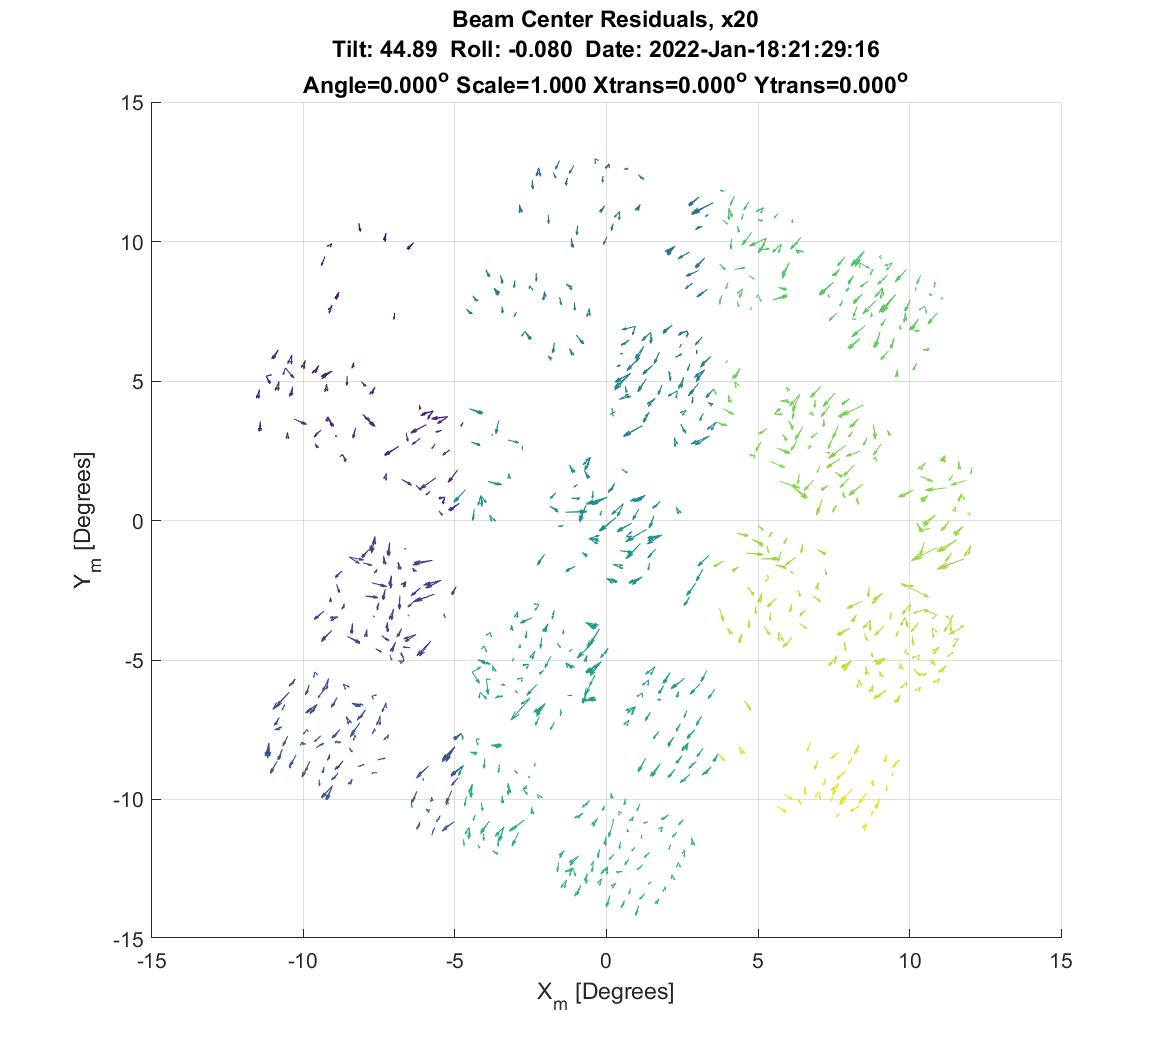 Beam Center Residuals, x20
Tilt: 44.89 Roll: -0.080 Date: 2022-Jan-18:21:29:16
Angle=0.000° Scale=1.000 Xtrans=0.000° Ytrans=0.000°
15
10
5
0
-5
-10
-15
Y_m [Degrees]
-15 -10 -5 0 5 10 15
X_m [Degrees]